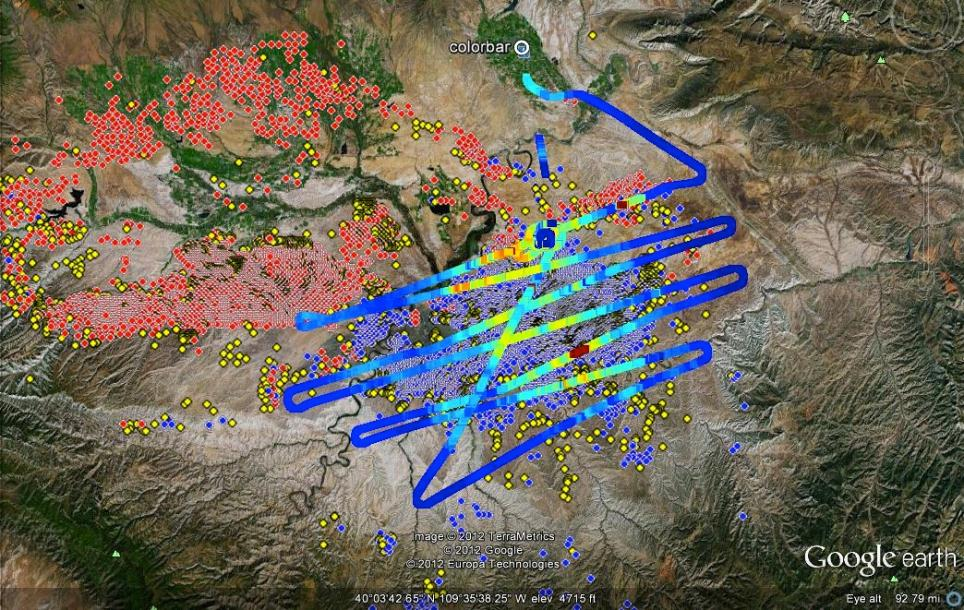 colorbar
Image © 2012 TerraMetrics
© 2012 Google
© 2012 Europa Technologies
Google earth
40°03'42.65" N 109°35'38.25" W elev 4715 ft
Eye alt 92.79 mi